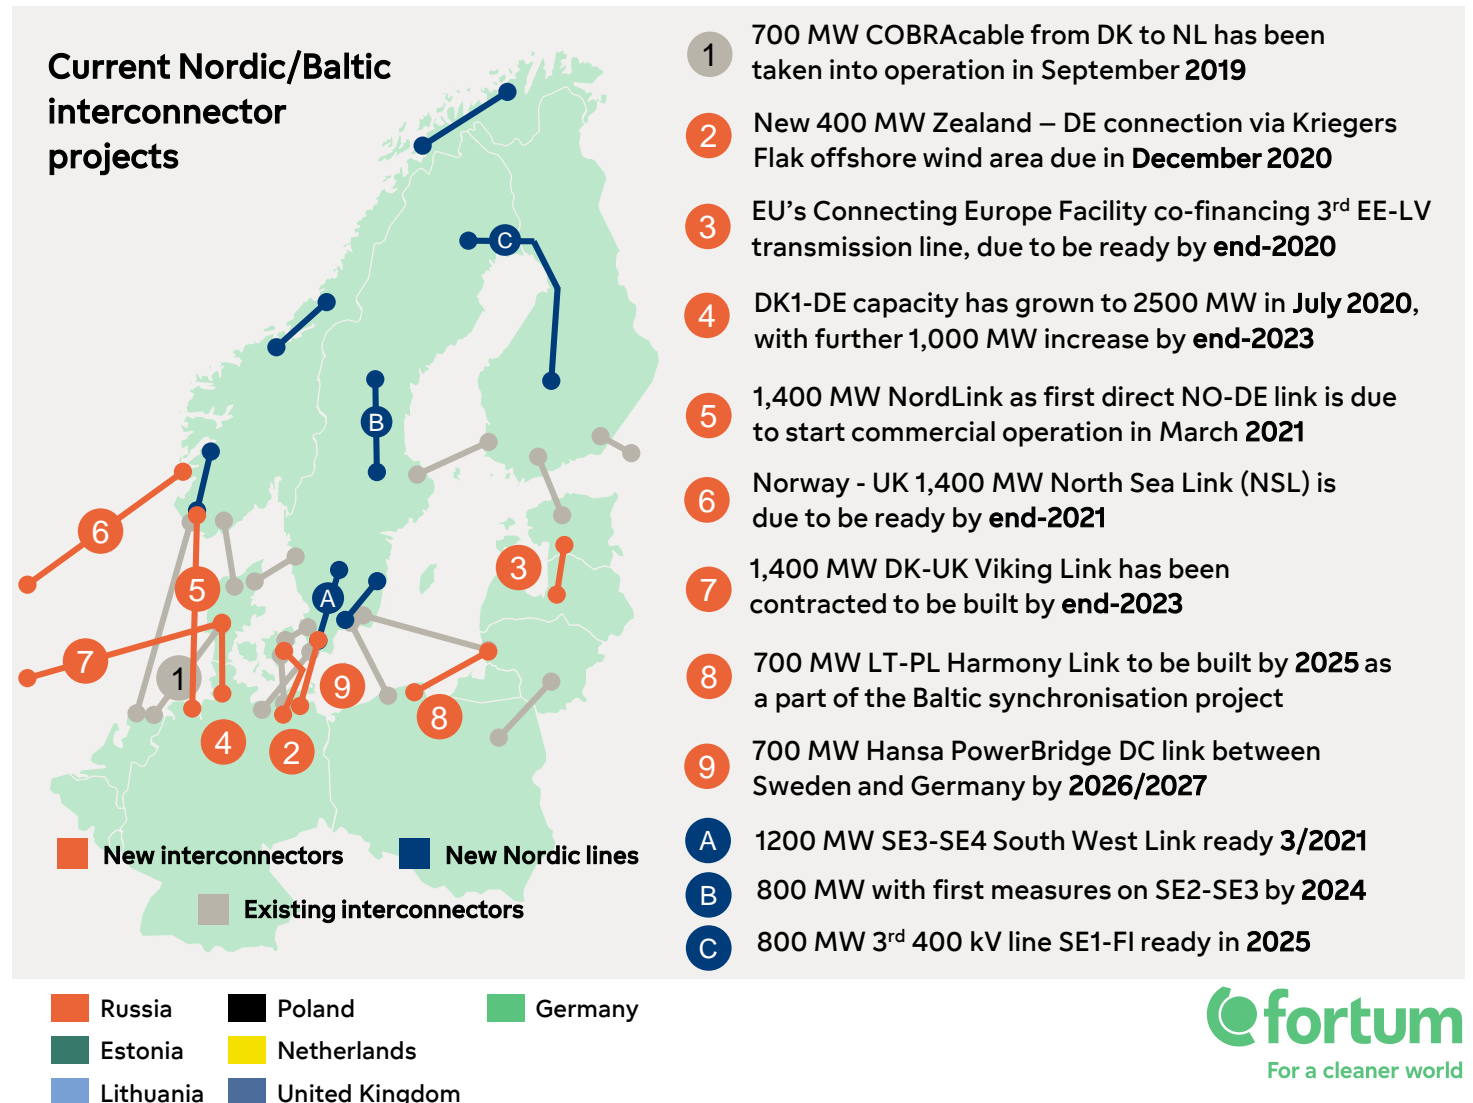 Current Nordic/Baltic
interconnector
projects
1
700 MW COBRAcable from DK to NL has been
taken into operation in September 2019
2
New 400 MW Zealand – DE connection via Kriegers
Flak offshore wind area due in December 2020
3
EU’s Connecting Europe Facility co-financing 3rd EE-LV
transmission line, due to be ready by end-2020
4
DK1-DE capacity has grown to 2500 MW in July 2020,
with further 1,000 MW increase by end-2023
5
1,400 MW NordLink as first direct NO-DE link is due
to start commercial operation in March 2021
6
Norway - UK 1,400 MW North Sea Link (NSL) is
due to be ready by end-2021
7
1,400 MW DK-UK Viking Link has been
contracted to be built by end-2023
8
700 MW LT-PL Harmony Link to be built by 2025 as
a part of the Baltic synchronisation project
9
700 MW Hansa PowerBridge DC link between
Sweden and Germany by 2026/2027
A
1200 MW SE3-SE4 South West Link ready 3/2021
B
800 MW with first measures on SE2-SE3 by 2024
C
800 MW 3rd 400 kV line SE1-FI ready in 2025
C
B
6
3
5
A
7
1
9
8
4
2
New interconnectors
New Nordic lines
Existing interconnectors
Russia
Poland
Germany
Estonia
Netherlands
Lithuania
United Kingdom
fortum
For a cleaner world